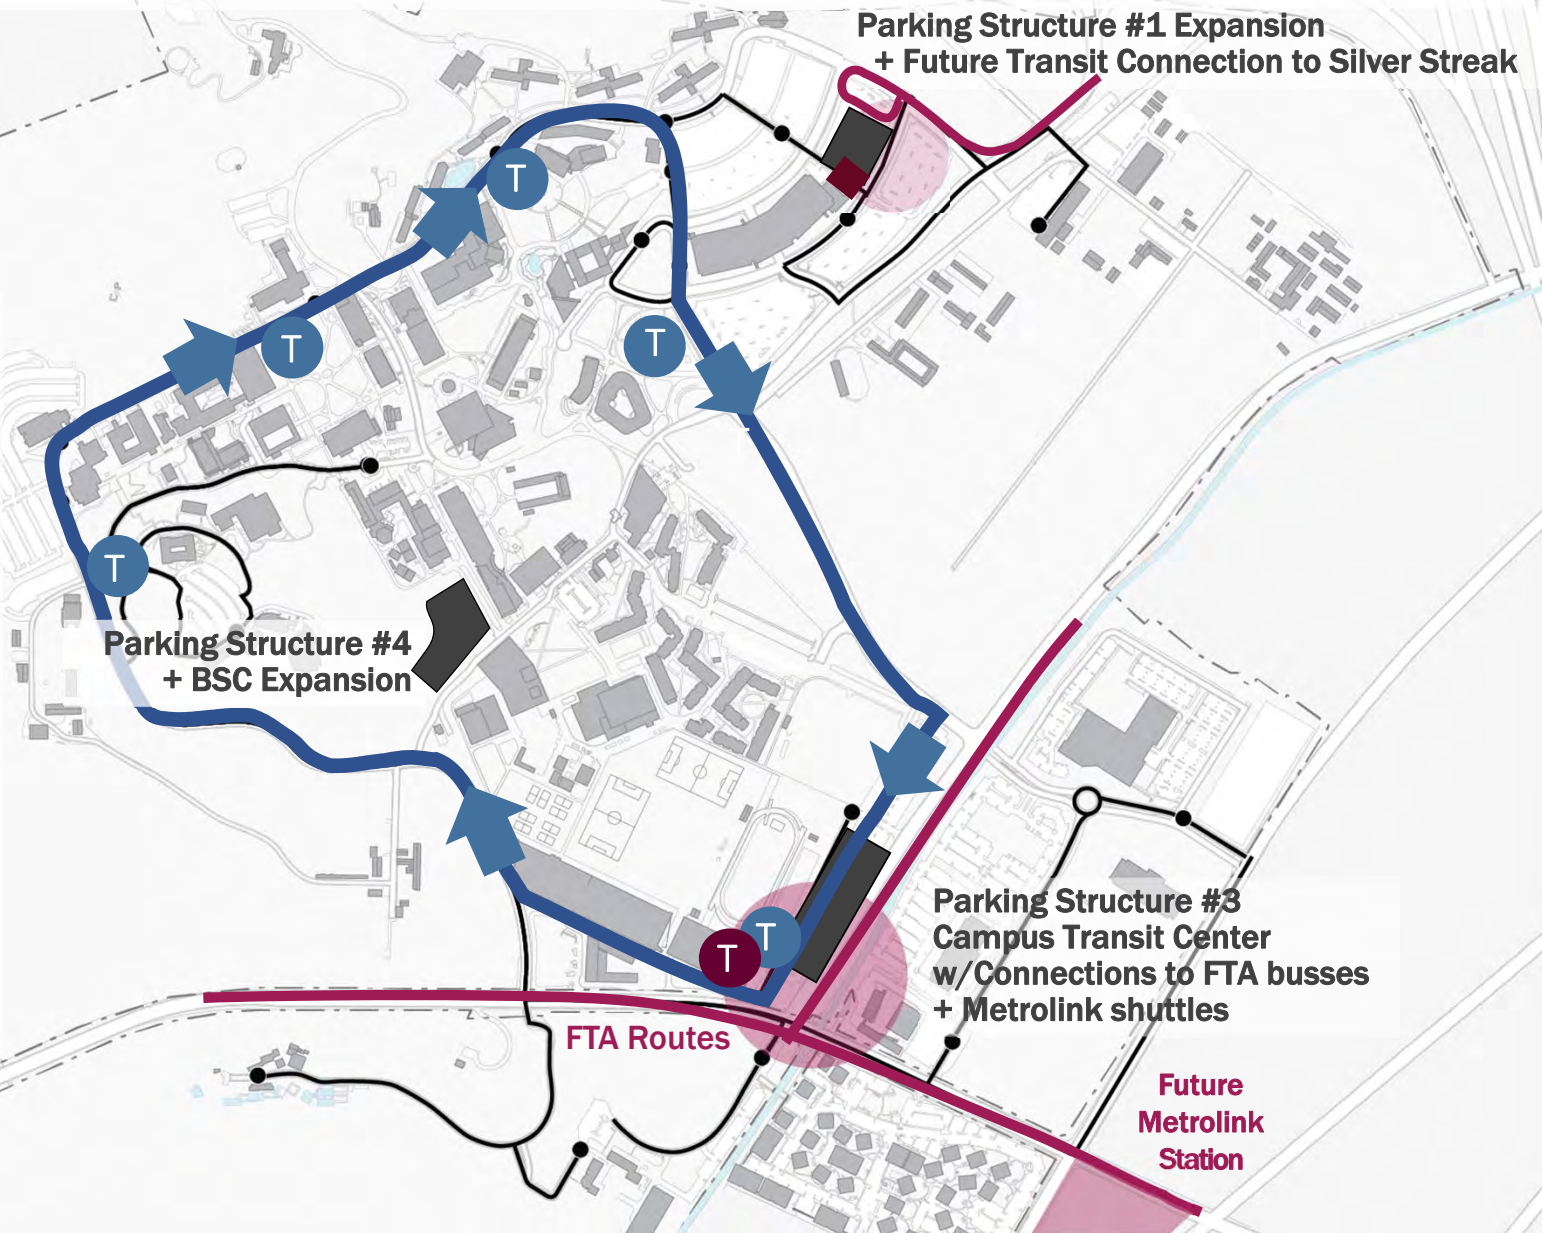 Parking Structure #1 Expansion
+ Future Transit Connection to Silver Streak
T
T
T
T
T
Parking Structure #4
+ BSC Expansion
Parking Structure #3
Campus Transit Center
w/Connections to FTA busses
+ Metrolink shuttles
T
T
FTA Routes
Future
Metrolink
Station